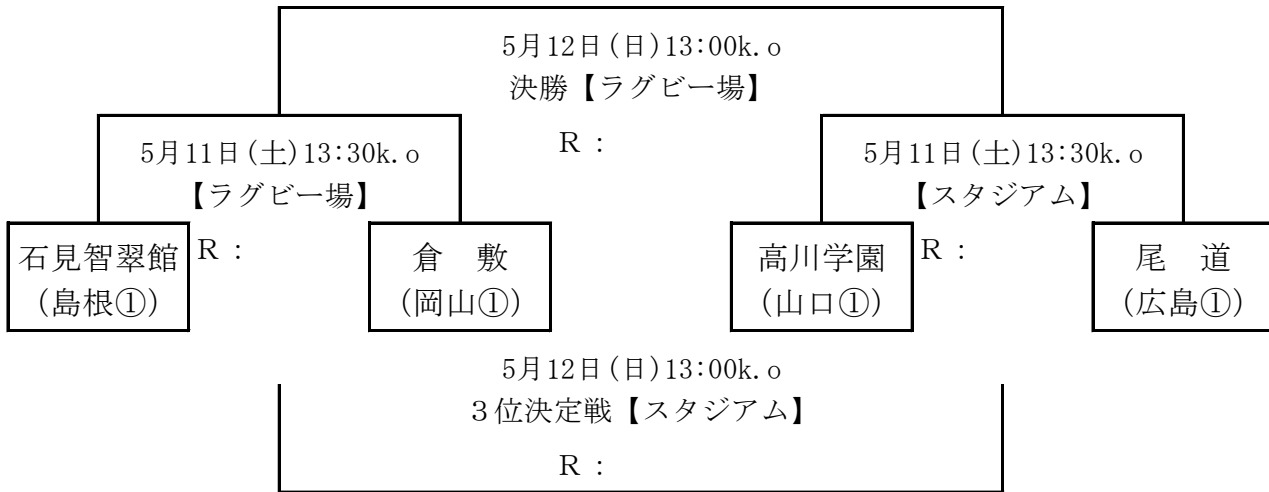 5月12日(日)13:00k.o
決勝【ラグビー場】
R：
5月11日(土)13:30k.o
【ラグビー場】
R：
5月11日(土)13:30k.o
【スタジアム】
R：
石見智翠館
(島根①)
倉　敷
(岡山①)
高川学園
(山口①)
尾　道
(広島①)
5月12日(日)13:00k.o
３位決定戦【スタジアム】
R：